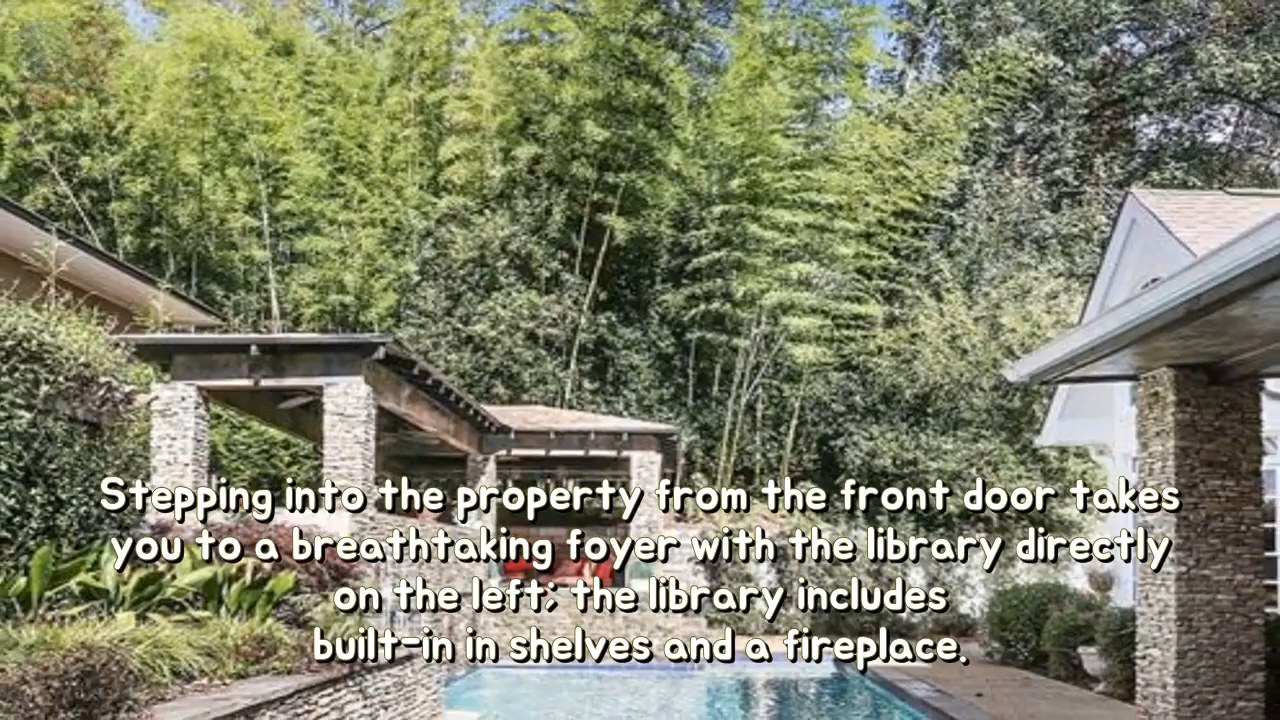 Stepping into the property from the front door takes
you to a breathtaking foyer with the library directly
on the left; the library includes
built-in in shelves and a fireplace.